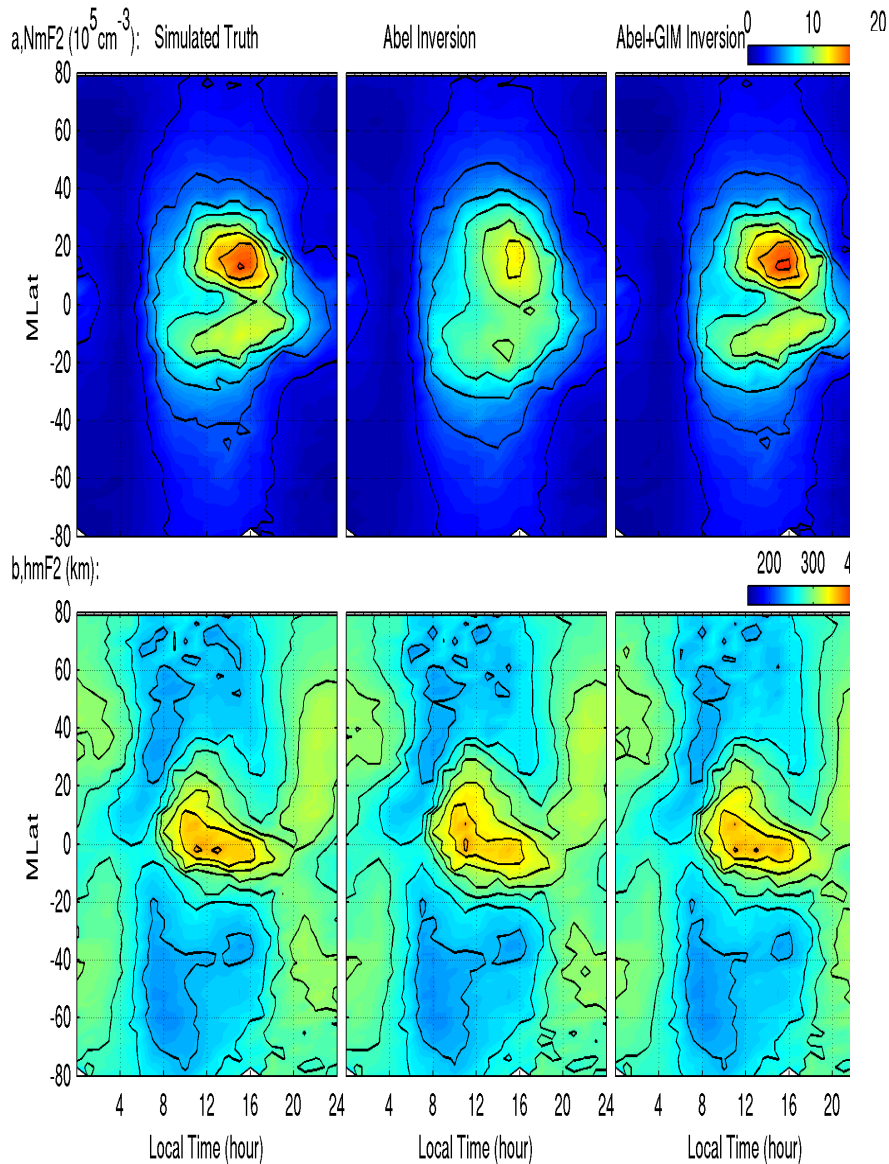 0 10 20
a,NmF2 (10^5 cm^-3): Simulated Truth Abel Inversion Abel+GIM Inversion
80
60
40
20
0
-20
-40
-60
-80
MLat
b,hmF2 (km):
200 300 4
80
60
40
20
0
-20
-40
-60
-80
MLat
4 8 12 16 20 24 4 8 12 16 20 24 4 8 12 16 20
Local Time (hour) Local Time (hour) Local Time (hour)